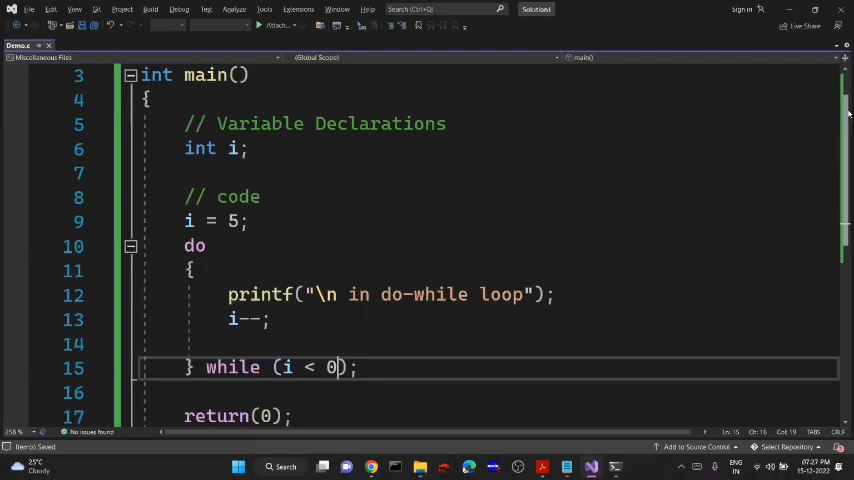 File Edit View Git Project Build Debug Test Analyze Tools Extensions Window Help Search (Ctrl+Q) Solution1 Sign in
Attach... Live Share
Demo.c
Miscellaneous Files (Global Scope) main()
3 int main()
4 {
5 // Variable Declarations
6 int i;
7
8 // code
9 i = 5;
10 do
11 {
12 printf("\n in do-while loop");
13 i--;
14
15 } while (i < 0);
16
17 return(0);
258 % No issues found Ln: 15 Col: 19 TABS CRLF
Item(s) Saved Add to Source Control Select Repository
25°C
Cloudy
Search
ENG
IN
07:27 PM
15-12-2022